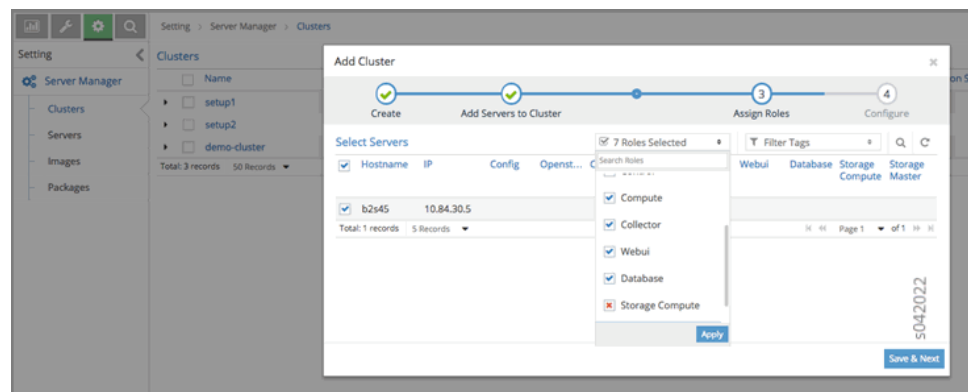 Setting > Server Manager > Clusters
Setting
Server Manager
Clusters
Servers
Images
Packages
Clusters
Name
setup1
setup2
demo-cluster
Total: 3 records 50 Records
on S
Add Cluster
3 4
Create Add Servers to Cluster Assign Roles Configure
Select Servers 7 Roles Selected Filter Tags
Hostname IP Config Openst... C Webui Database Storage Compute Storage Master
b2s45 10.84.30.5
Total: 1 records 5 Records Page 1 of 1
Search Roles
Compute
Collector
Webui
Database
Storage Compute
Apply
Save & Next
s042022